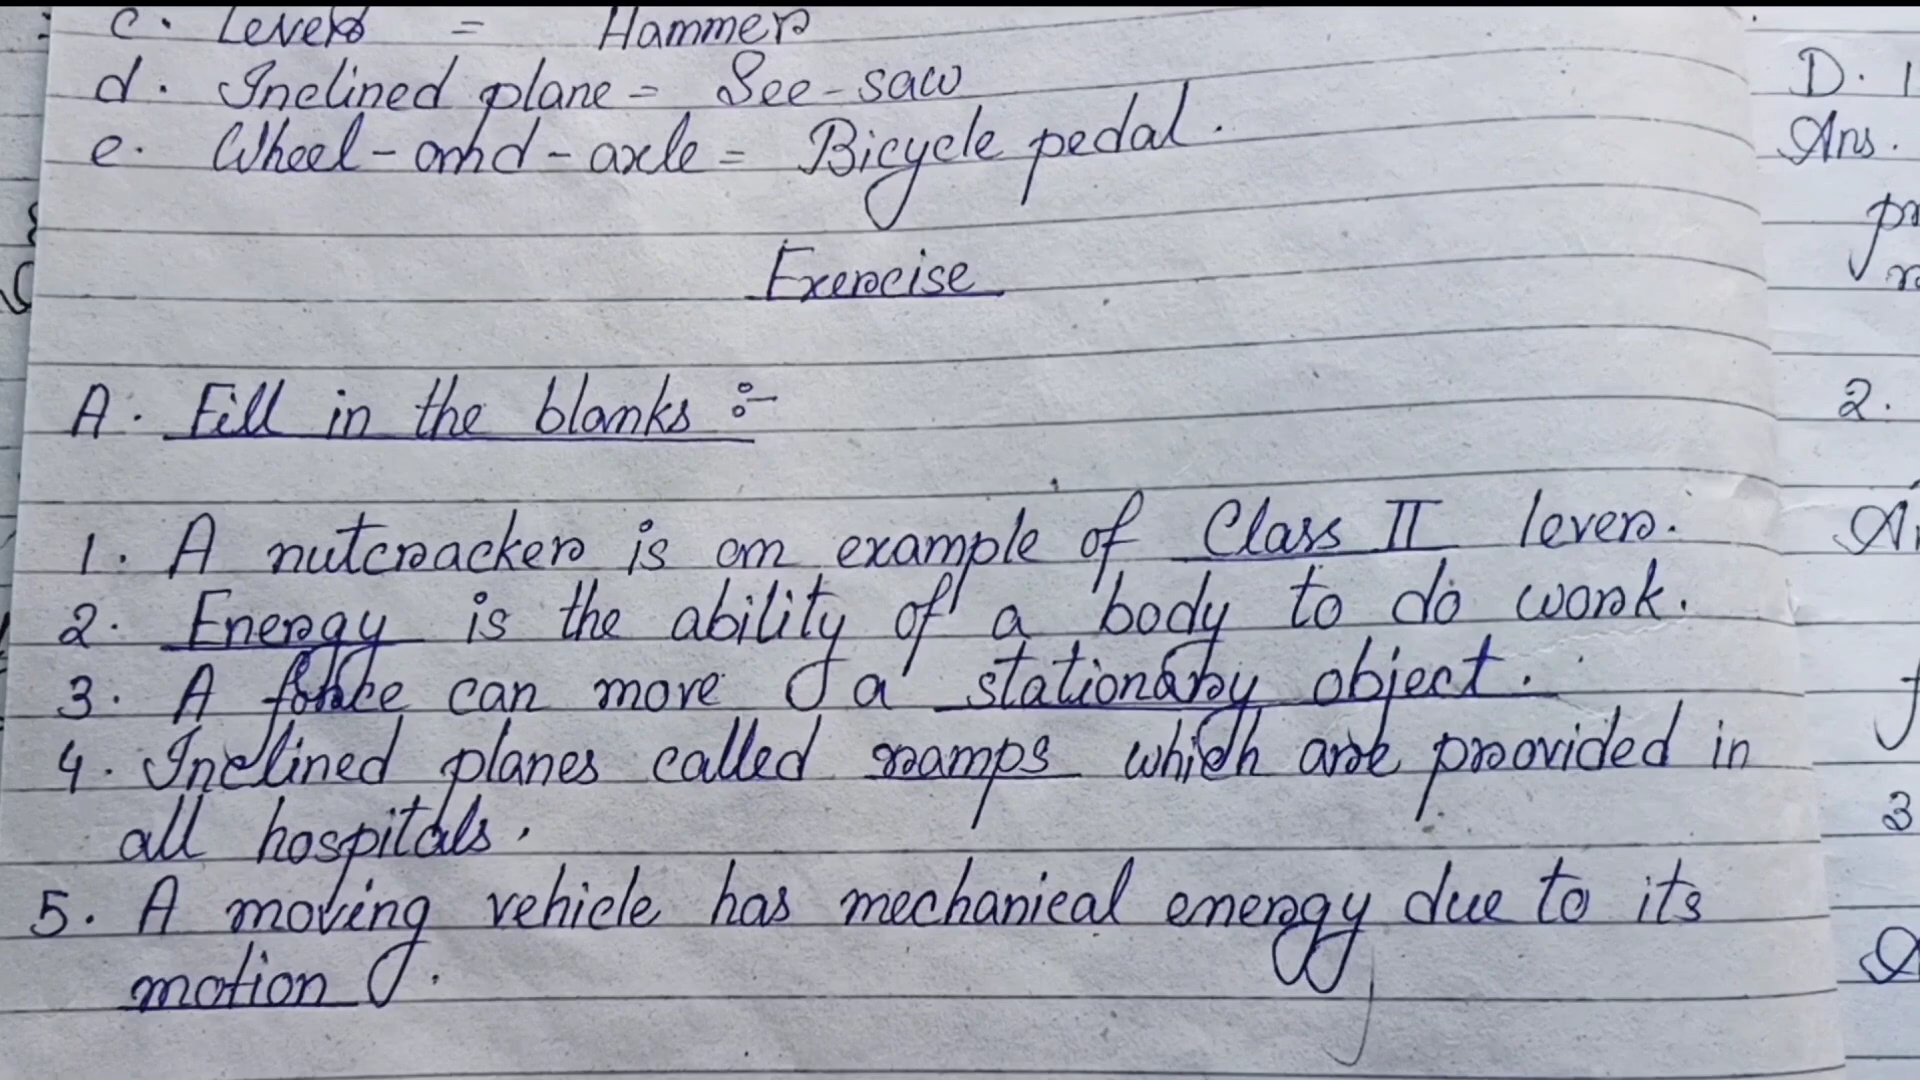 c. Levers = Hammer
d. Inclined plane = See-saw
e. Wheel-and-axle = Bicycle pedal.
Exercise
A. Fill in the blanks :-
1. A nutcracker is an example of Class II lever.
2. Energy is the ability of a body to do work.
3. A force can move a stationary object.
4. Inclined planes called ramps which are provided in
all hospitals.
5. A moving vehicle has mechanical energy due to its
motion.
D. 1
Ans.
2.
3